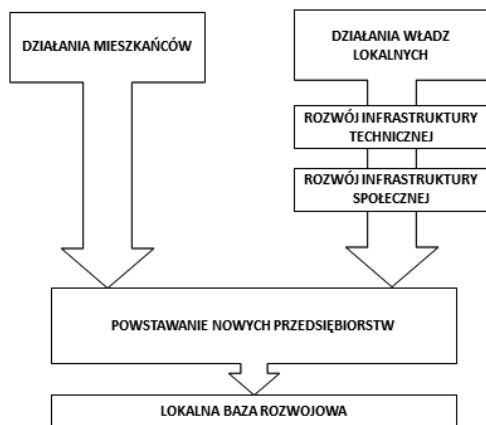 DZIAŁANIA MIESZKAŃCÓW
DZIAŁANIA WŁADZ
LOKALNYCH
ROZWÓJ INFRASTRUKTURY
TECHNICZNEJ
ROZWÓJ INFRASTRUKTURY
SPOŁECZNEJ
POWSTAWANIE NOWYCH PRZEDSIĘBIORSTW
LOKALNA BAZA ROZWOJOWA